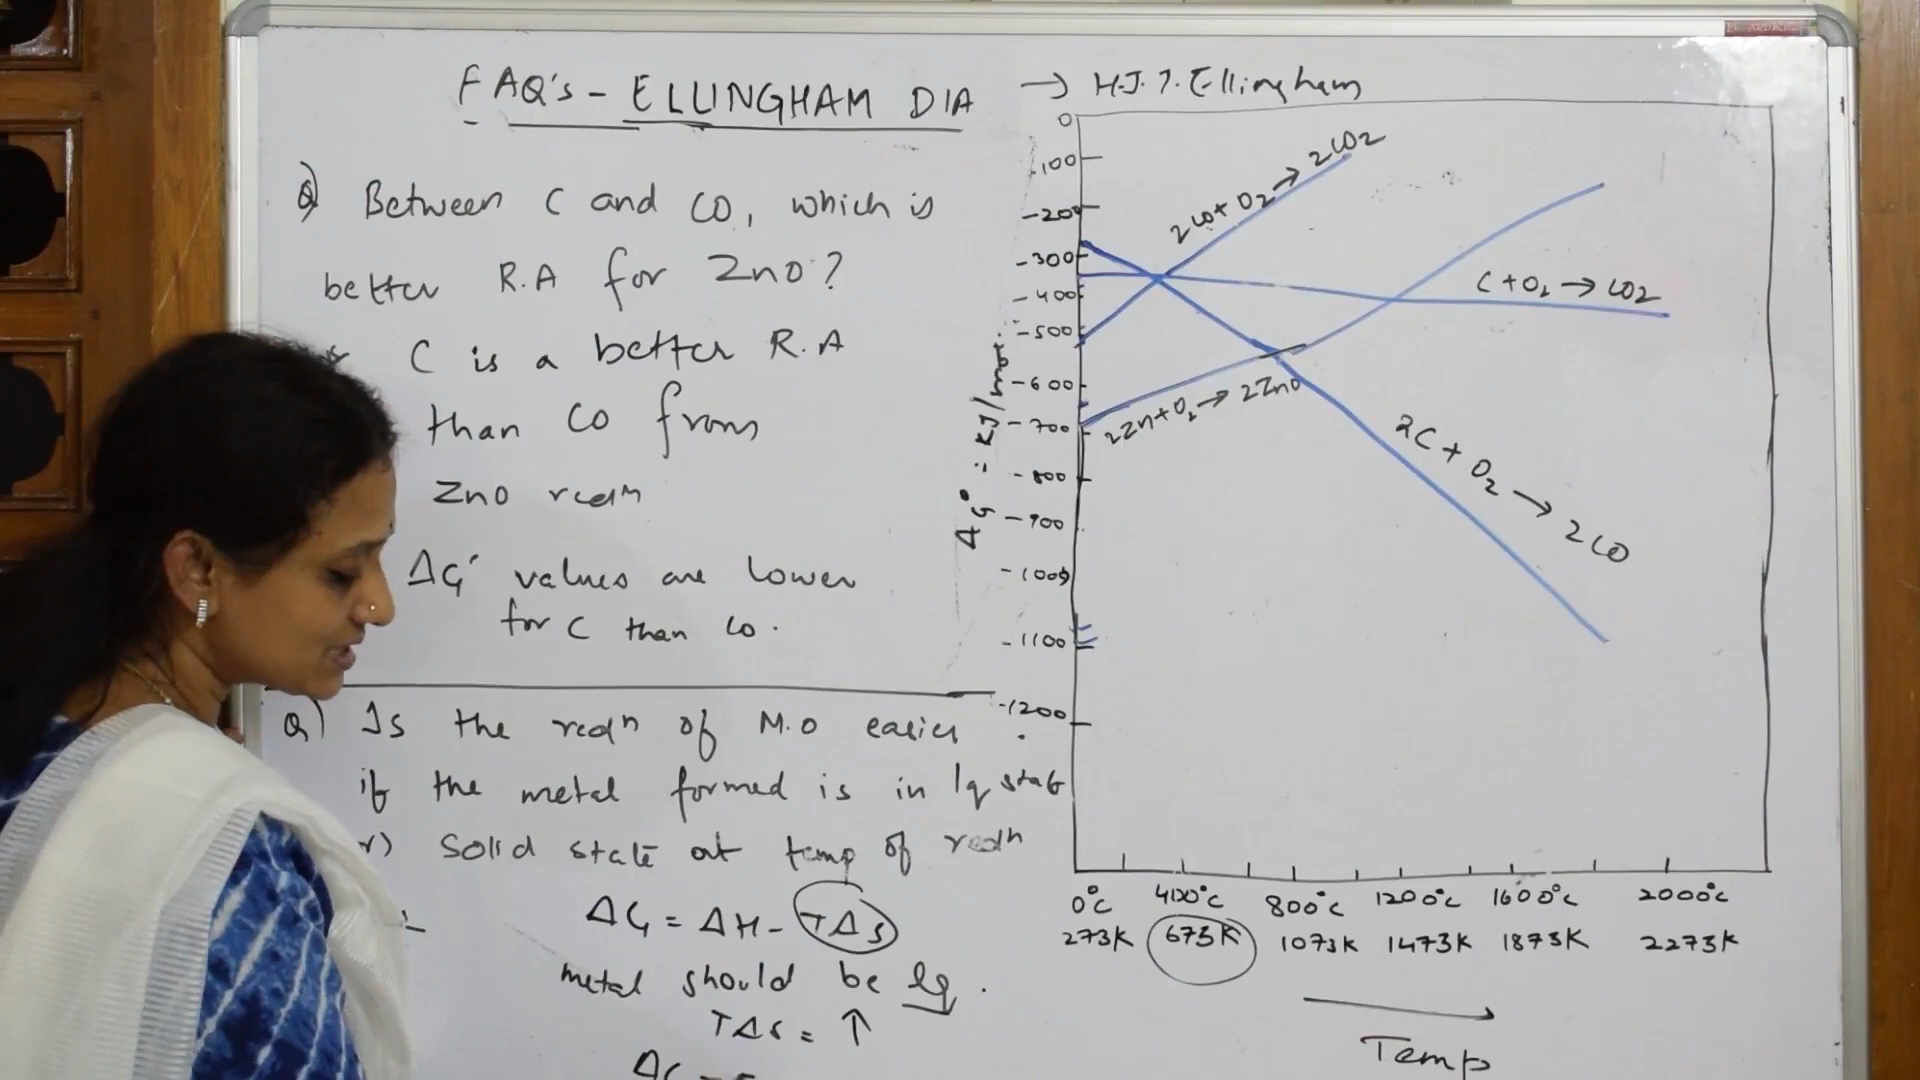 FAQ's - ELLINGHAM DIA
→ H.J.T. Ellingham
Q) Between C and CO, which is
better R.A for ZnO?
C is a better R.A
than CO from
ZnO redⁿ
ΔG° values are lower
for C than CO.
Q) Is the redⁿ of M.O easier
if the metal formed is in lq state
solid state at temp of redⁿ
ΔG = ΔH - TΔS
metal should be lq.
TΔS = ↑
ΔG° = KJ/mol.
0
-100
-200
-300
-400
-500
-600
-700
-800
-900
-1000
-1100
-1200
2CO + O₂ → 2CO2
C + O₂ → CO2
2Zn + O₂ → 2ZnO
2C + O₂ → 2CO
0°C 400°C 800°C 1200°C 1600°C 2000°C
273K 673K 1073K 1473K 1873K 2273K
Temp